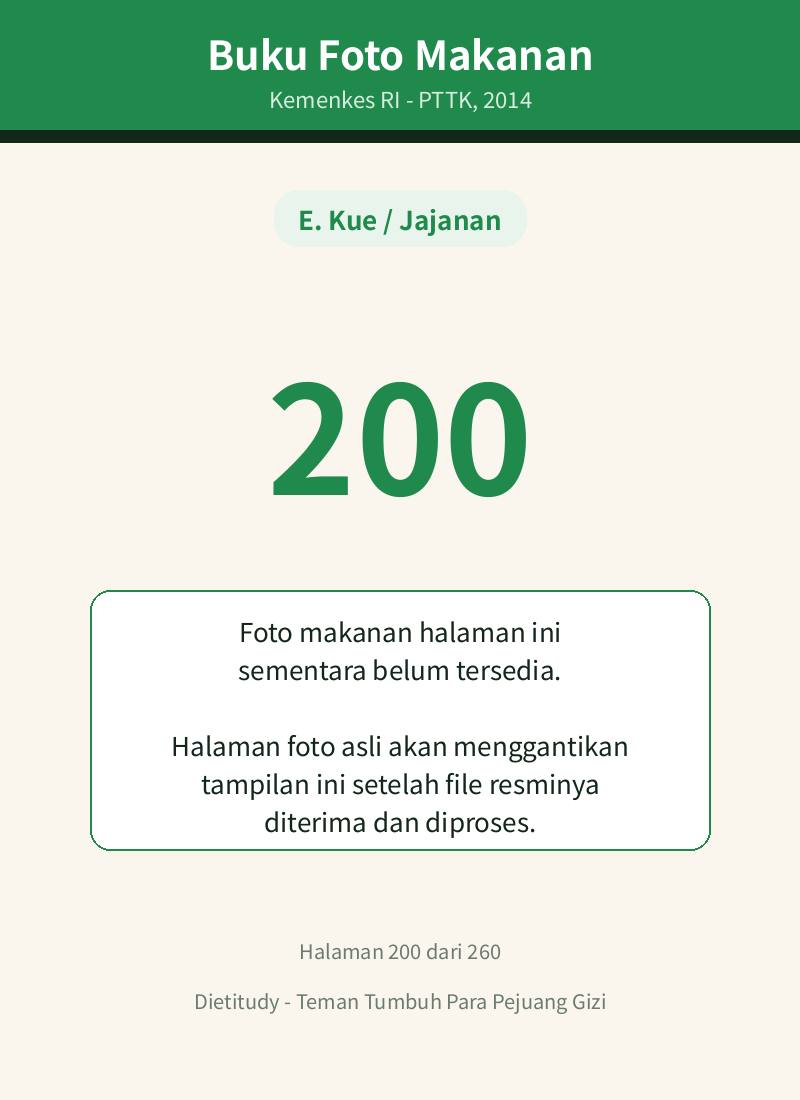 Buku Foto Makanan
Kemenkes RI - PTTK, 2014
E. Kue / Jajanan
200
Foto makanan halaman ini
sementara belum tersedia.
Halaman foto asli akan menggantikan
tampilan ini setelah file resminya
diterima dan diproses.
Halaman 200 dari 260
Dietitudy - Teman Tumbuh Para Pejuang Gizi